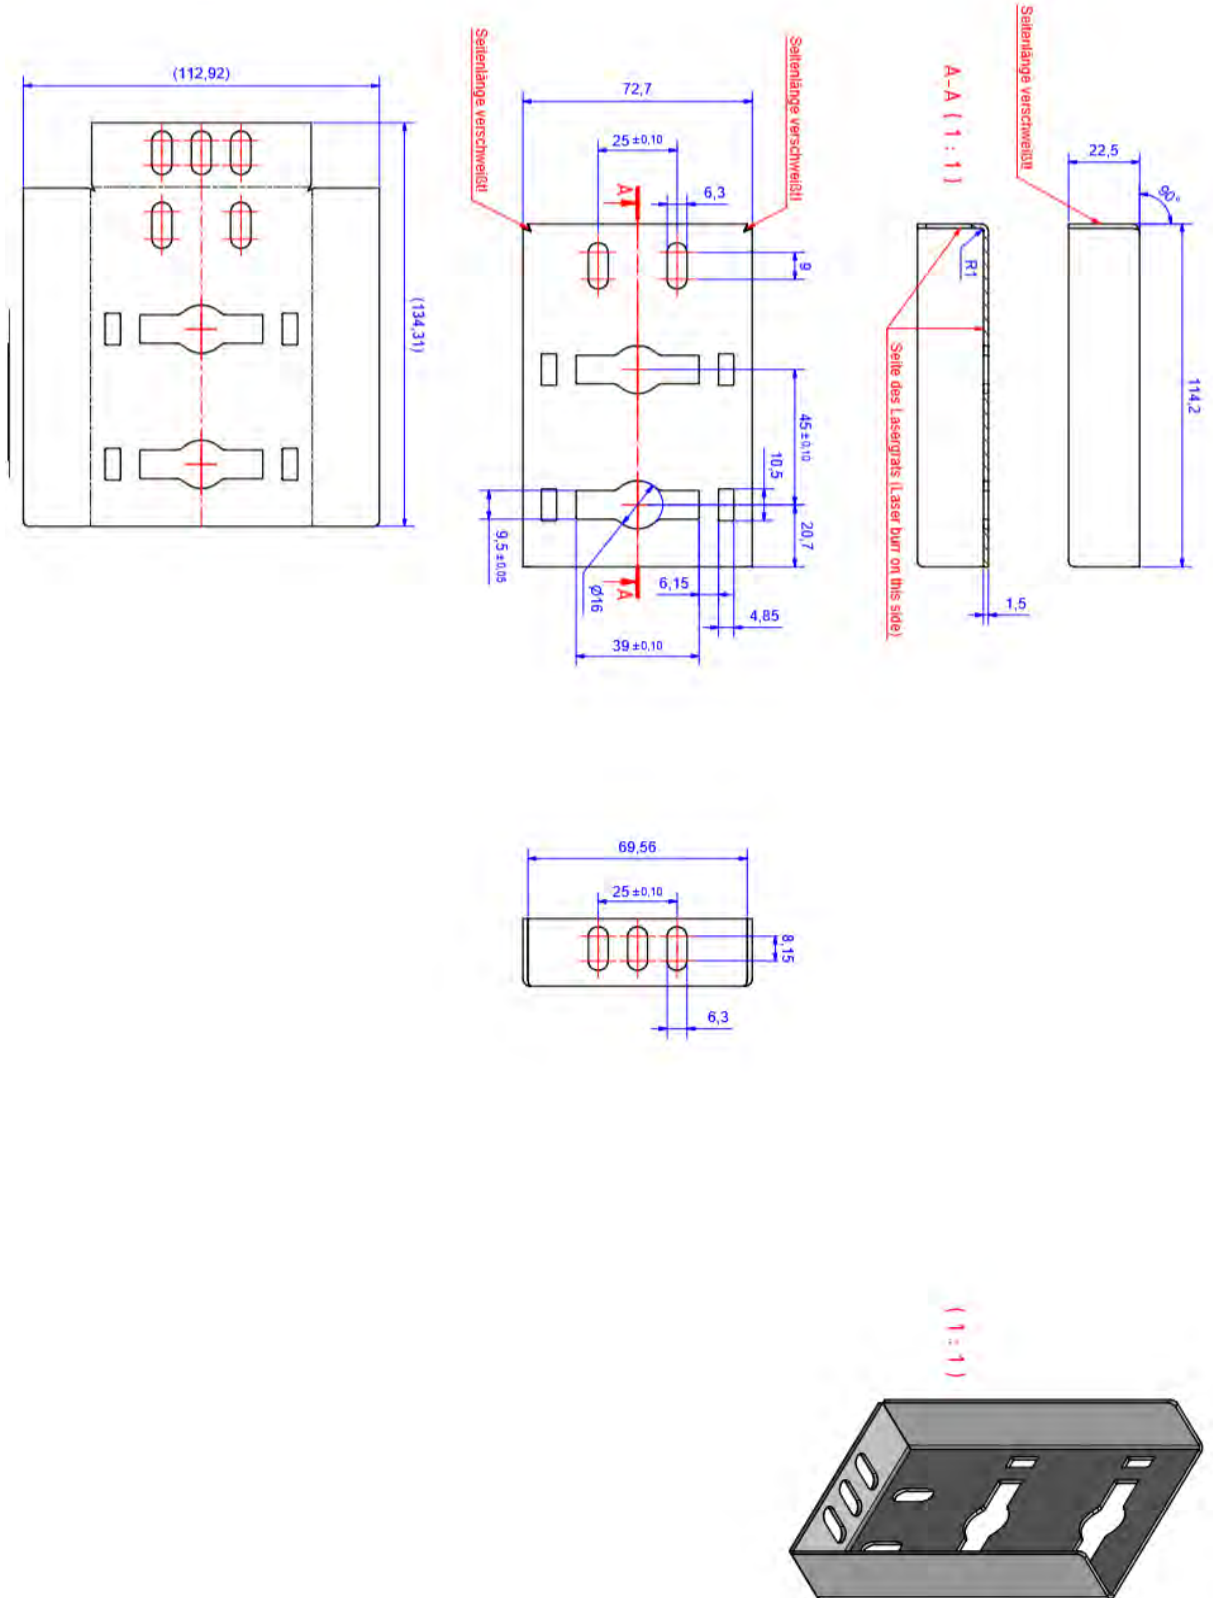 (112,92)
(134,31)
Seitenlänge verschweißt!
72,7
25 ±0,10
A
6,3
Seitenlänge verschweißt!
9
45 ±0,10
10,5
20,7
9,5 ±0,05
Ø16
A
6,15
4,85
39 ±0,10
A-A ( 1 : 1 )
R1
Seite des Lasergrats (Laser burr on this side)
1,5
Seitenlänge verschweißt!
22,5
90°
114,2
69,56
25 ±0,10
8,15
6,3
( 1 : 1 )